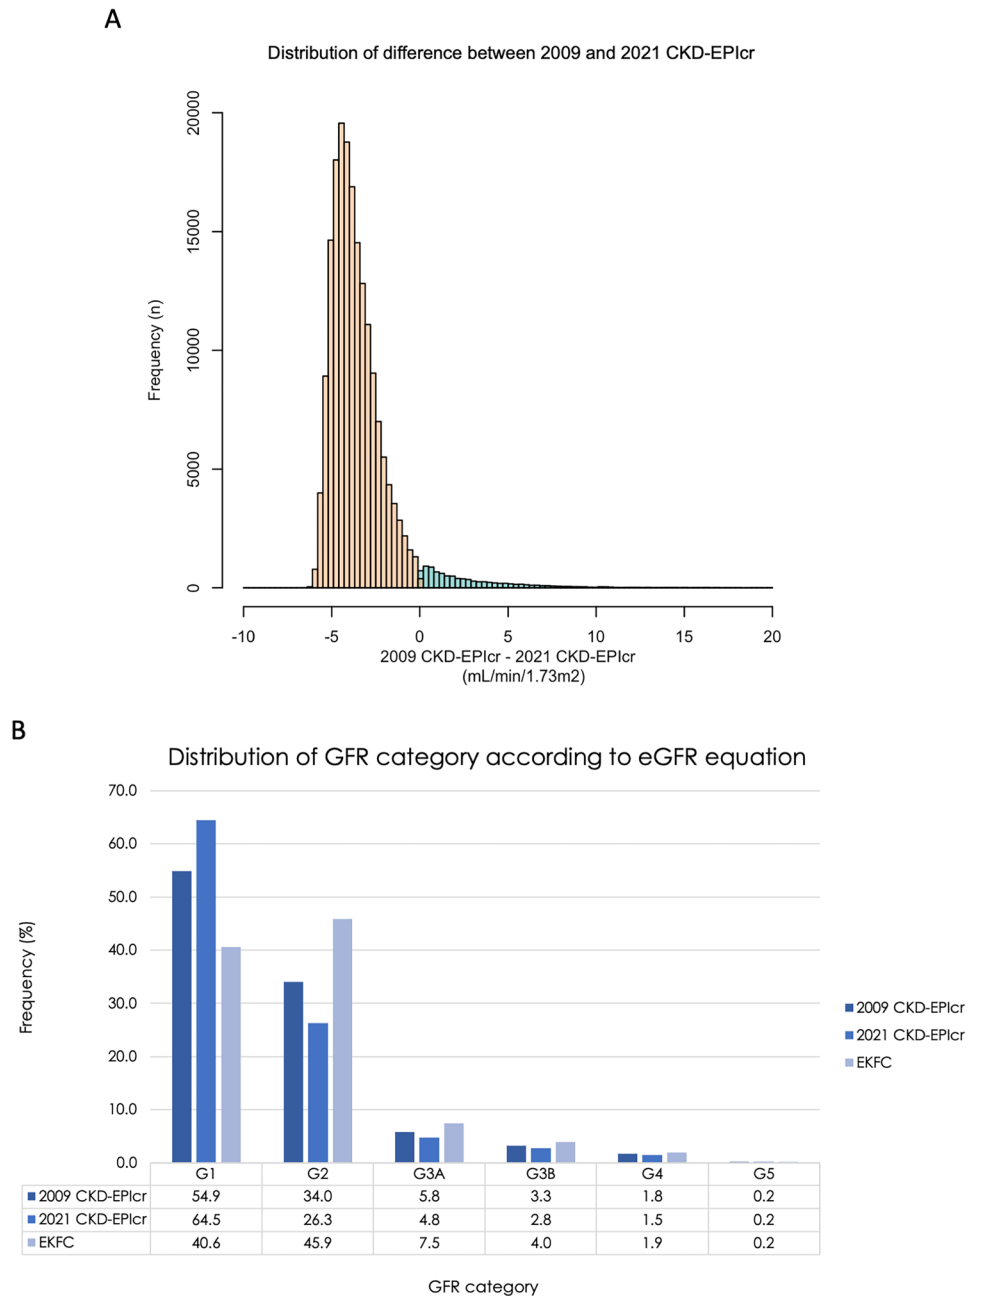 A
Distribution of difference between 2009 and 2021 CKD-EPIcr
20000
15000
10000
5000
0
Frequency (n)
-10 -5 0 5 10 15 20
2009 CKD-EPIcr - 2021 CKD-EPIcr
(mL/min/1.73m2)
B
Distribution of GFR category according to eGFR equation
70.0
60.0
50.0
40.0
30.0
20.0
10.0
0.0
Frequency (%)
2009 CKD-EPIcr
2021 CKD-EPIcr
EKFC
G1 G2 G3A G3B G4 G5
2009 CKD-EPIcr 54.9 34.0 5.8 3.3 1.8 0.2
2021 CKD-EPIcr 64.5 26.3 4.8 2.8 1.5 0.2
EKFC 40.6 45.9 7.5 4.0 1.9 0.2
GFR category